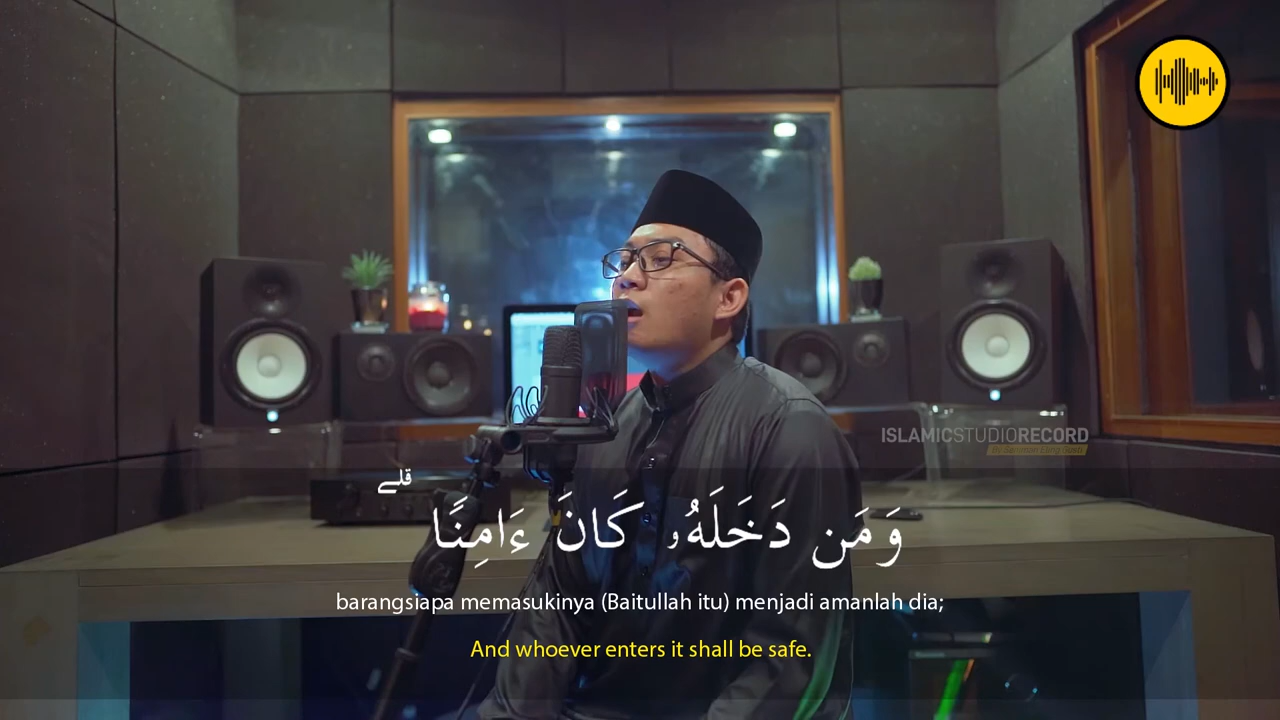 ISLAMICSTUDIORECORD
قلے
وَمَن دَخَلَهُۥ كَانَ ءَامِنًا
barangsiapa memasukinya (Baitullah itu) menjadi amanlah dia;
And whoever enters it shall be safe.